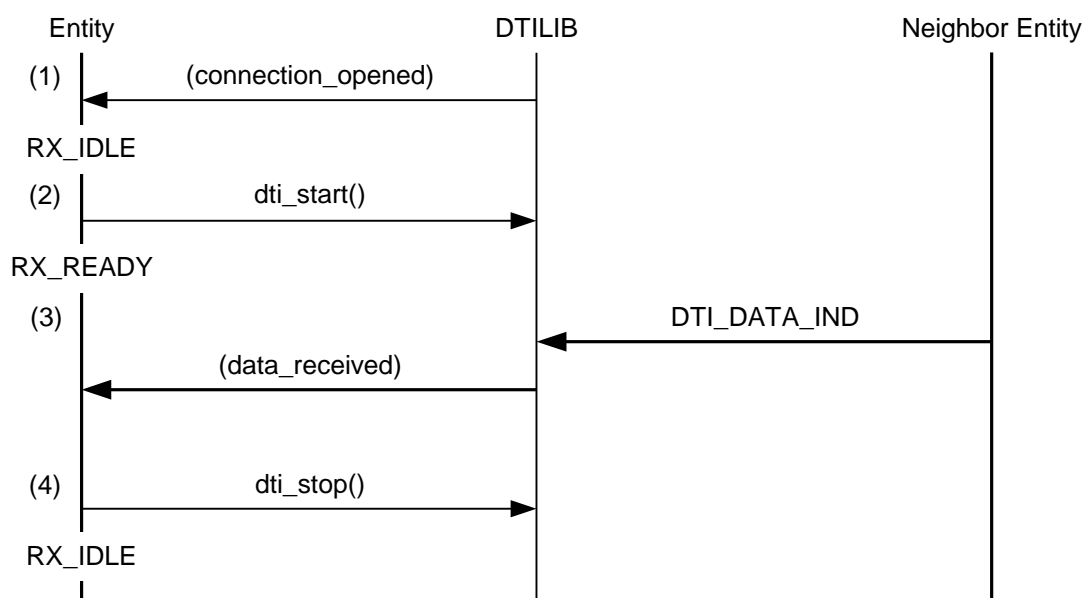 Entity DTILIB Neighbor Entity
(1) (connection_opened)
RX_IDLE
(2) dti_start()
RX_READY
(3) DTI_DATA_IND
(data_received)
(4) dti_stop()
RX_IDLE